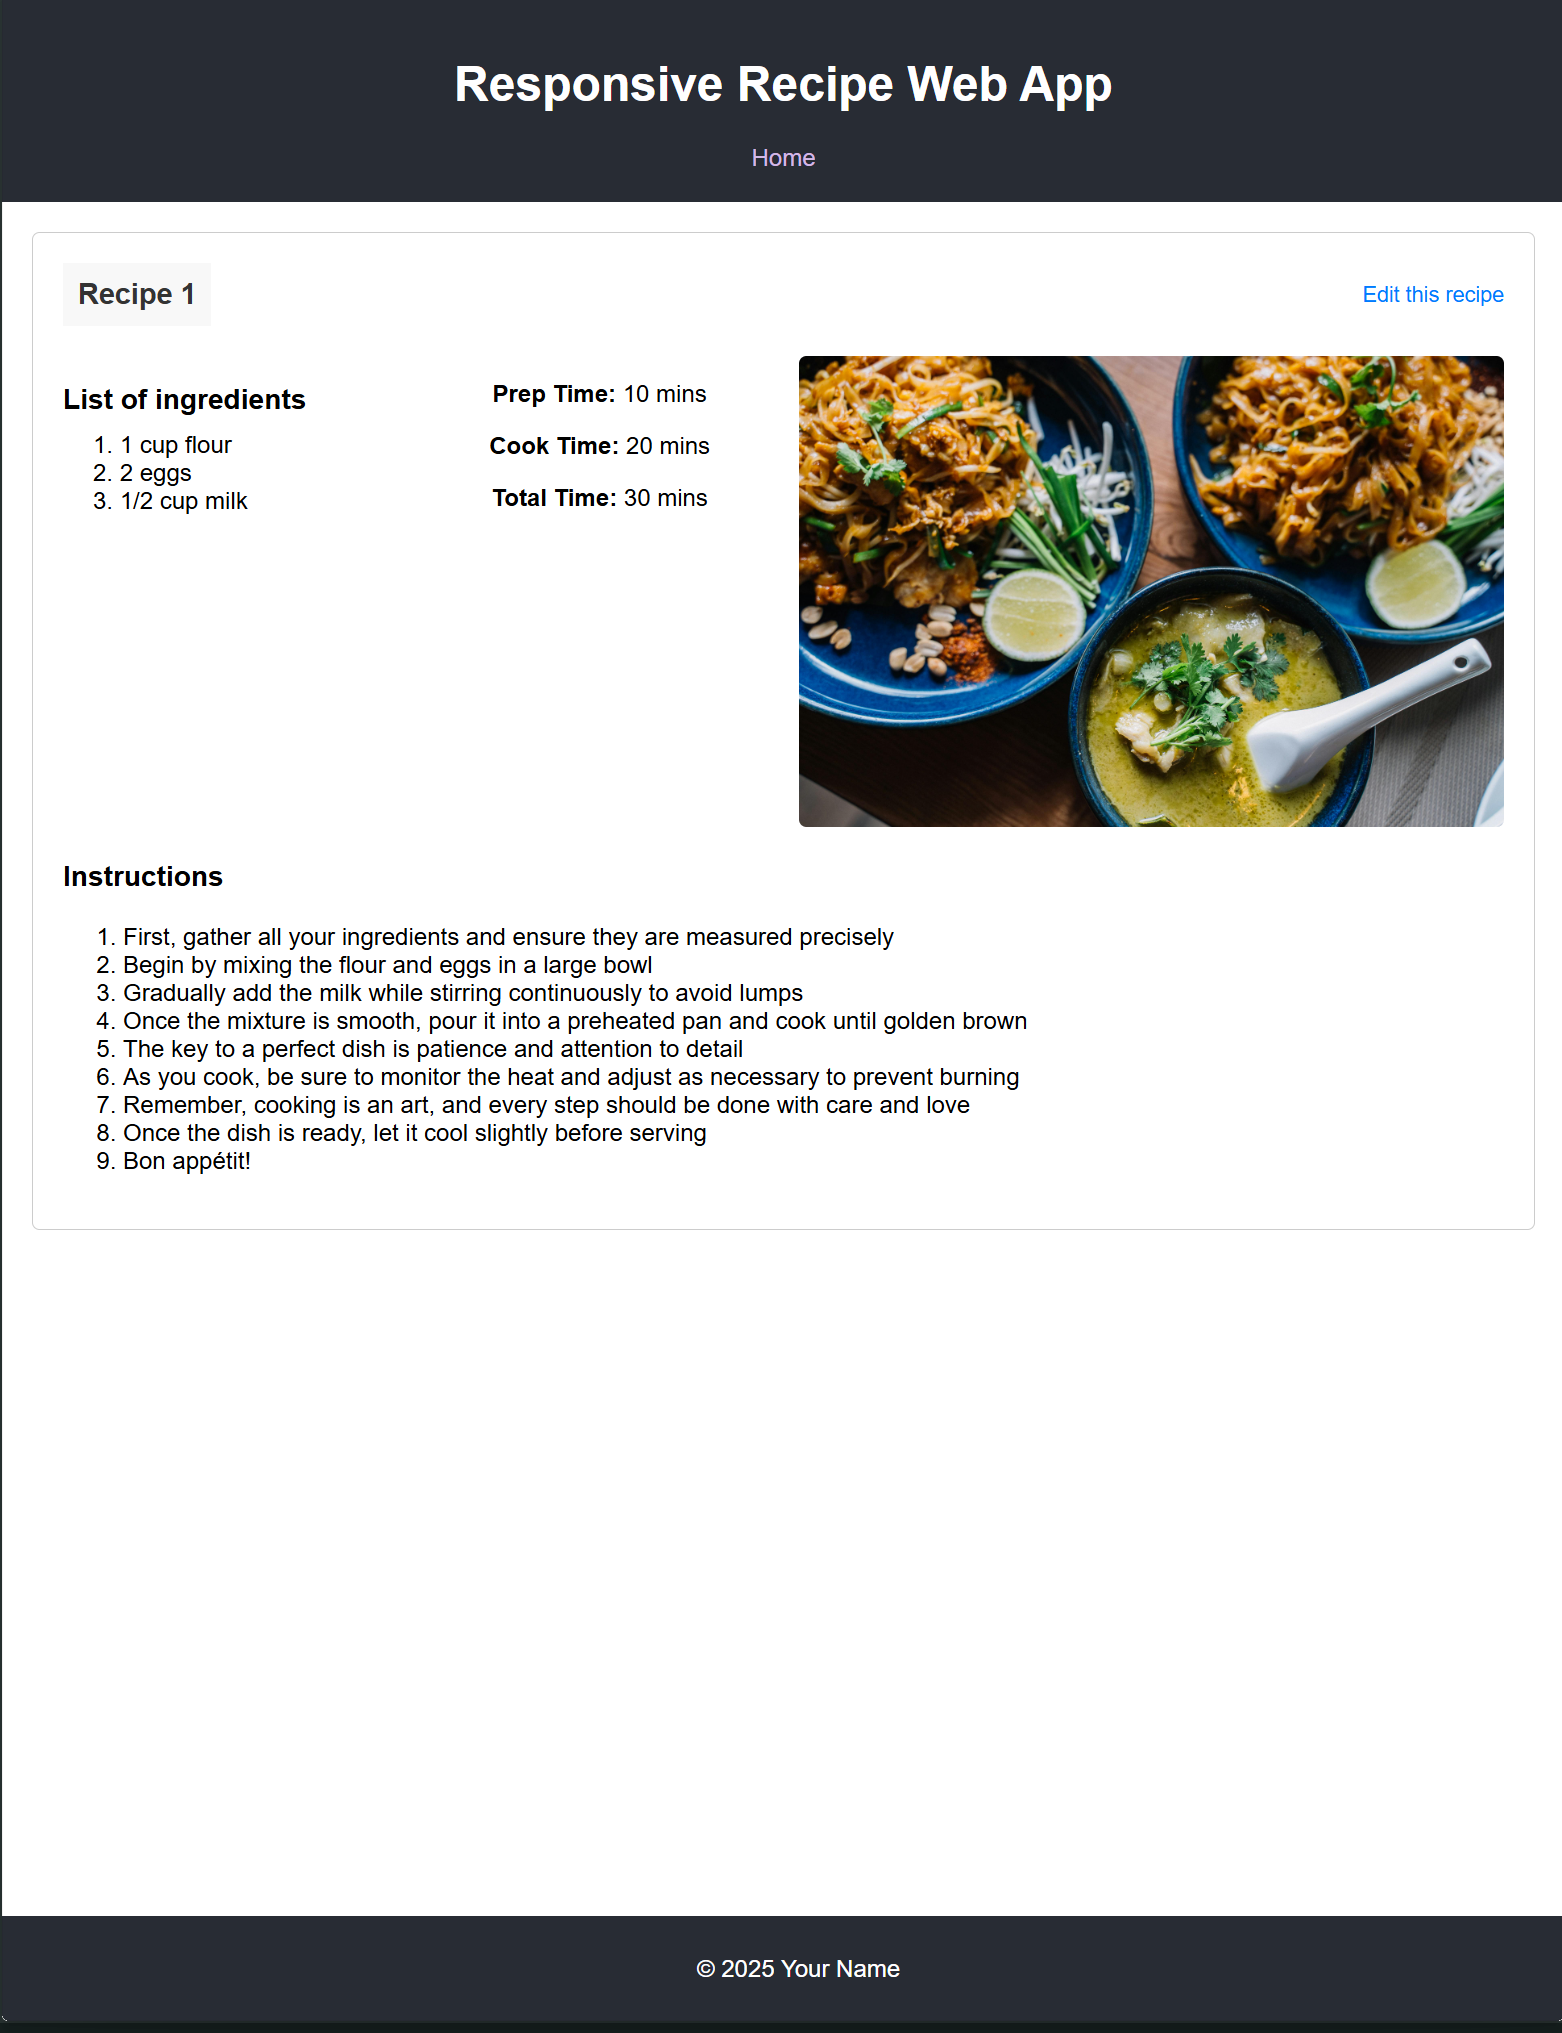 Responsive Recipe Web App
Home
Recipe 1
Edit this recipe
List of ingredients
1. 1 cup flour
2. 2 eggs
3. 1/2 cup milk
Prep Time: 10 mins
Cook Time: 20 mins
Total Time: 30 mins
Instructions
1. First, gather all your ingredients and ensure they are measured precisely
2. Begin by mixing the flour and eggs in a large bowl
3. Gradually add the milk while stirring continuously to avoid lumps
4. Once the mixture is smooth, pour it into a preheated pan and cook until golden brown
5. The key to a perfect dish is patience and attention to detail
6. As you cook, be sure to monitor the heat and adjust as necessary to prevent burning
7. Remember, cooking is an art, and every step should be done with care and love
8. Once the dish is ready, let it cool slightly before serving
9. Bon appétit!
© 2025 Your Name